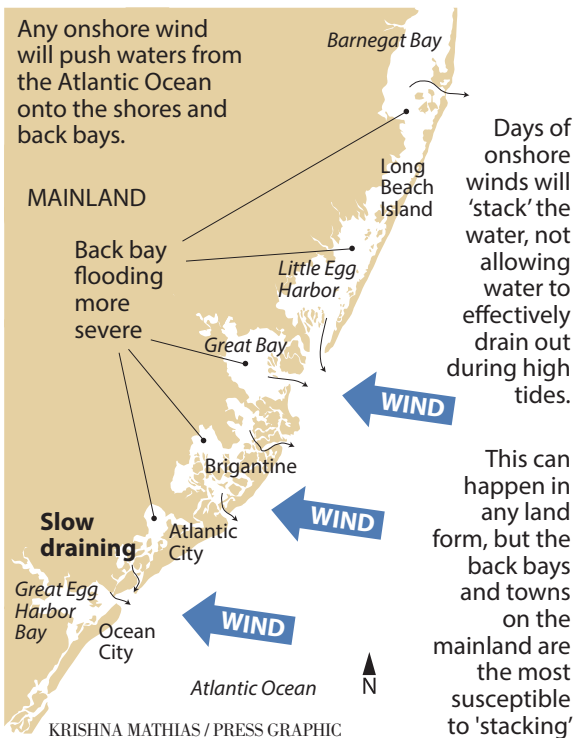 Any onshore wind
will push waters from
the Atlantic Ocean
onto the shores and
back bays.
Barnegat Bay
Days of
onshore
winds will
‘stack’ the
water, not
allowing
water to
effectively
drain out
during high
tides.
MAINLAND
Long
Beach
Island
Back bay
flooding
more
severe
Little Egg
Harbor
Great Bay
WIND
Brigantine
This can
happen in
any land
form, but the
back bays
and towns
on the
mainland are
the most
susceptible
to 'stacking'
WIND
Slow
draining
Atlantic
City
Great Egg
Harbor
Bay
Ocean
City
WIND
Atlantic Ocean
N
KRISHNA MATHIAS / PRESS GRAPHIC